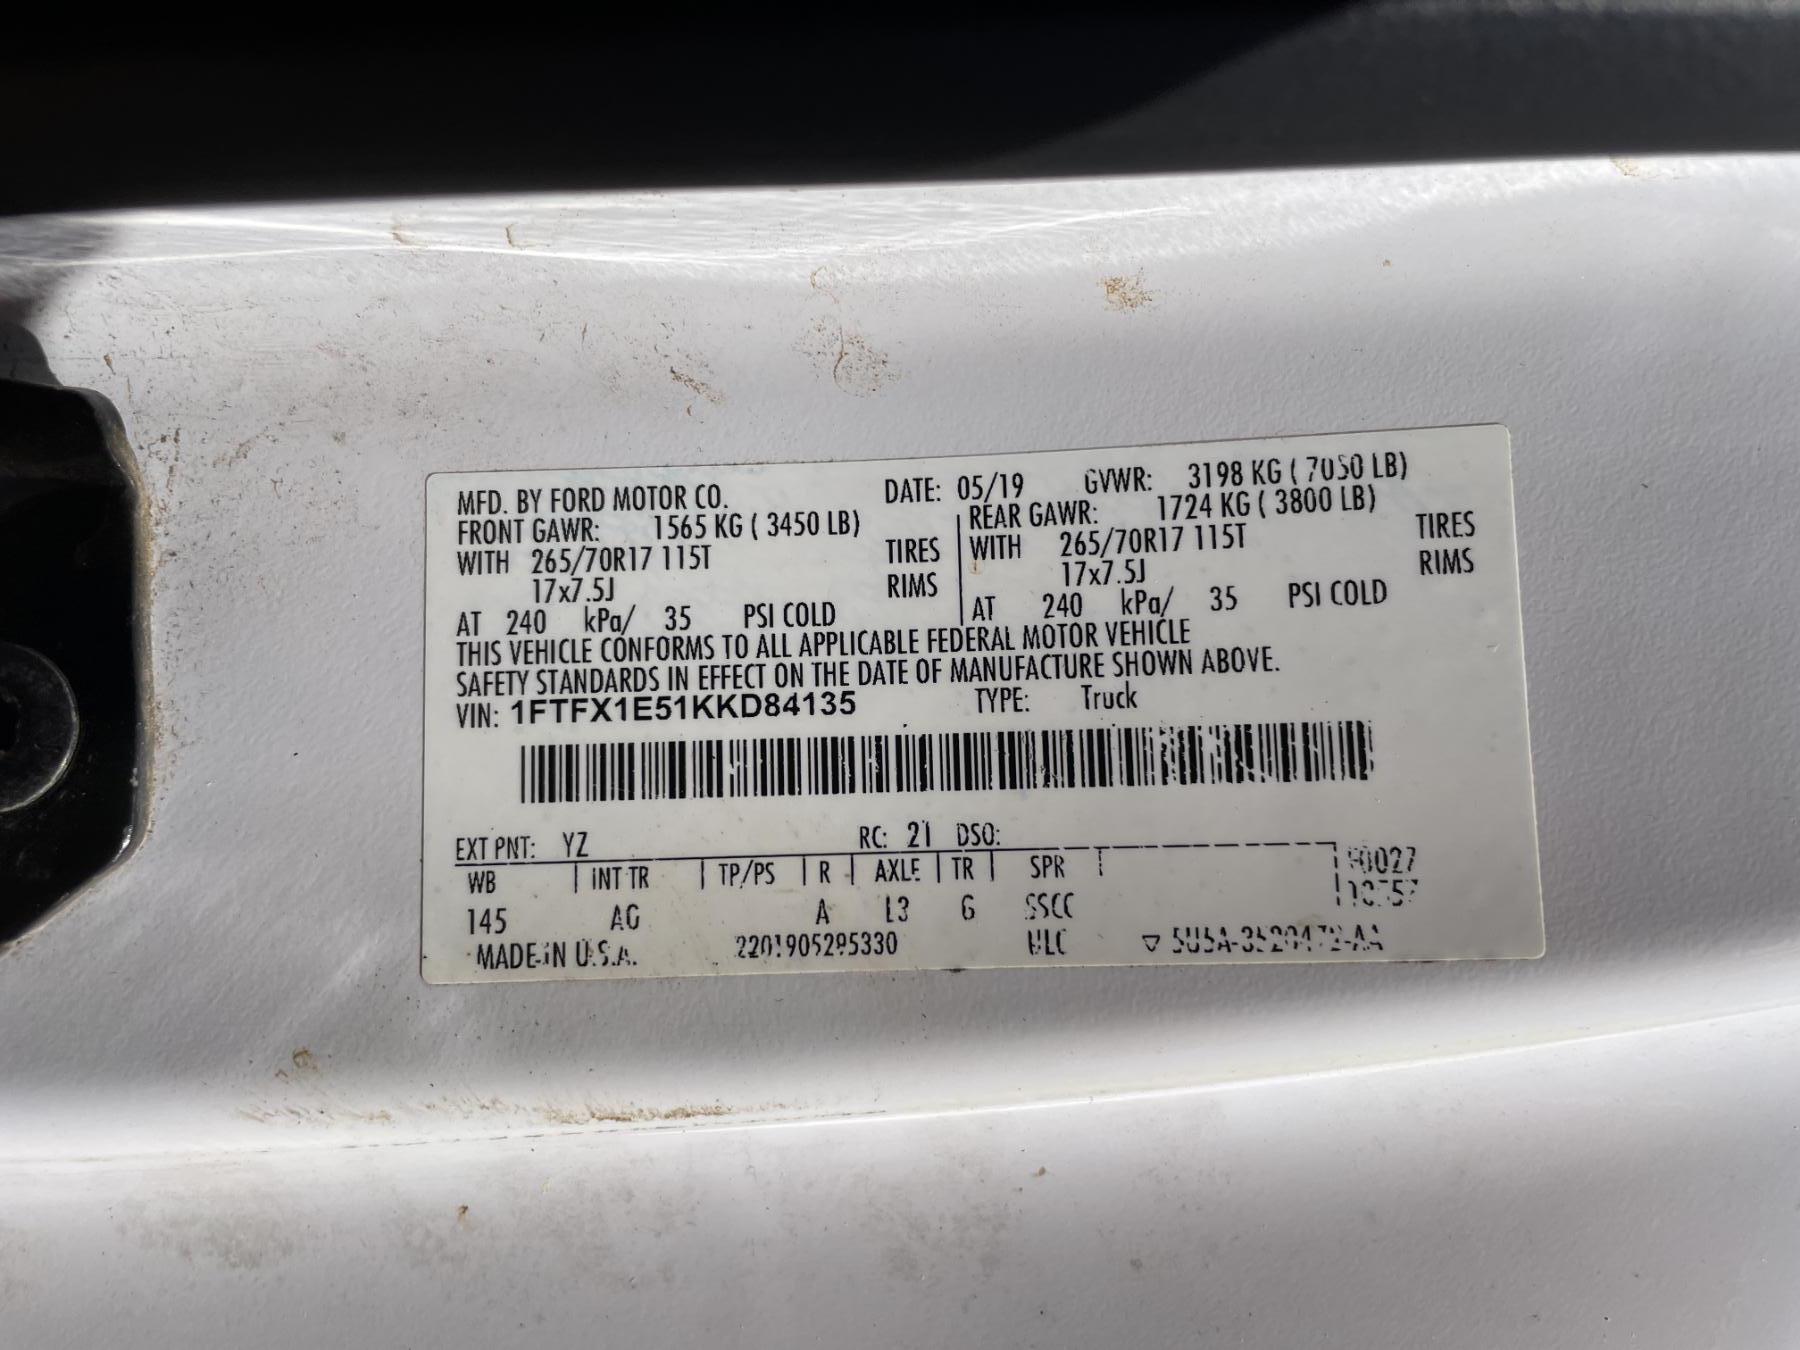 MFD. BY FORD MOTOR CO. DATE: 05/19 GVWR: 3198 KG ( 7050 LB)
FRONT GAWR: 1565 KG ( 3450 LB) REAR GAWR: 1724 KG ( 3800 LB)
WITH 265/70R17 115T TIRES WITH 265/70R17 115T TIRES
17x7.5J RIMS 17x7.5J RIMS
AT 240 kPa/ 35 PSI COLD AT 240 kPa/ 35 PSI COLD
THIS VEHICLE CONFORMS TO ALL APPLICABLE FEDERAL MOTOR VEHICLE
SAFETY STANDARDS IN EFFECT ON THE DATE OF MANUFACTURE SHOWN ABOVE.
VIN: 1FTFX1E51KKD84135 TYPE: Truck
EXT PNT: YZ RC: 21 DSO:
WB INT TR TP/PS R AXLE TR SPR
145 AG A L3 6
MADE IN U.S.A. 2201905295330